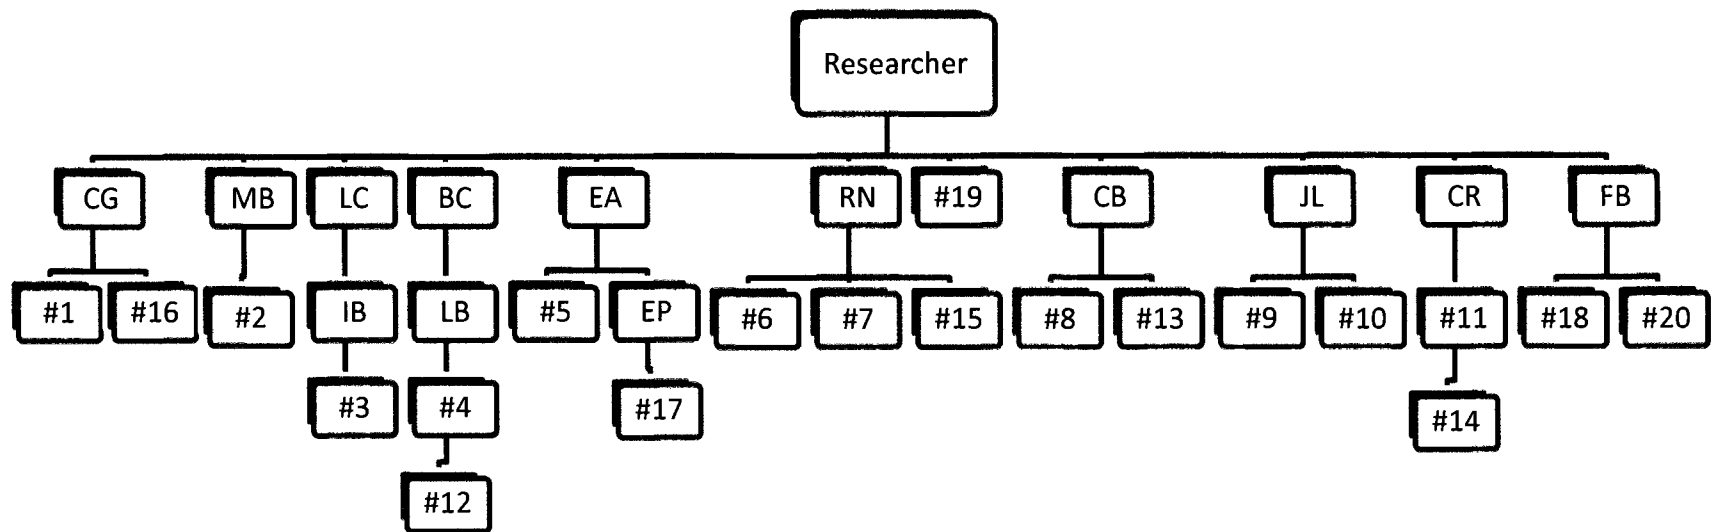 Researcher
CG MB LC BC EA RN #19 CB JL CR FB
#1 #16 #2 IB LB #5 EP #6 #7 #15 #8 #13 #9 #10 #11 #18 #20
#3 #4 #17 #14
#12